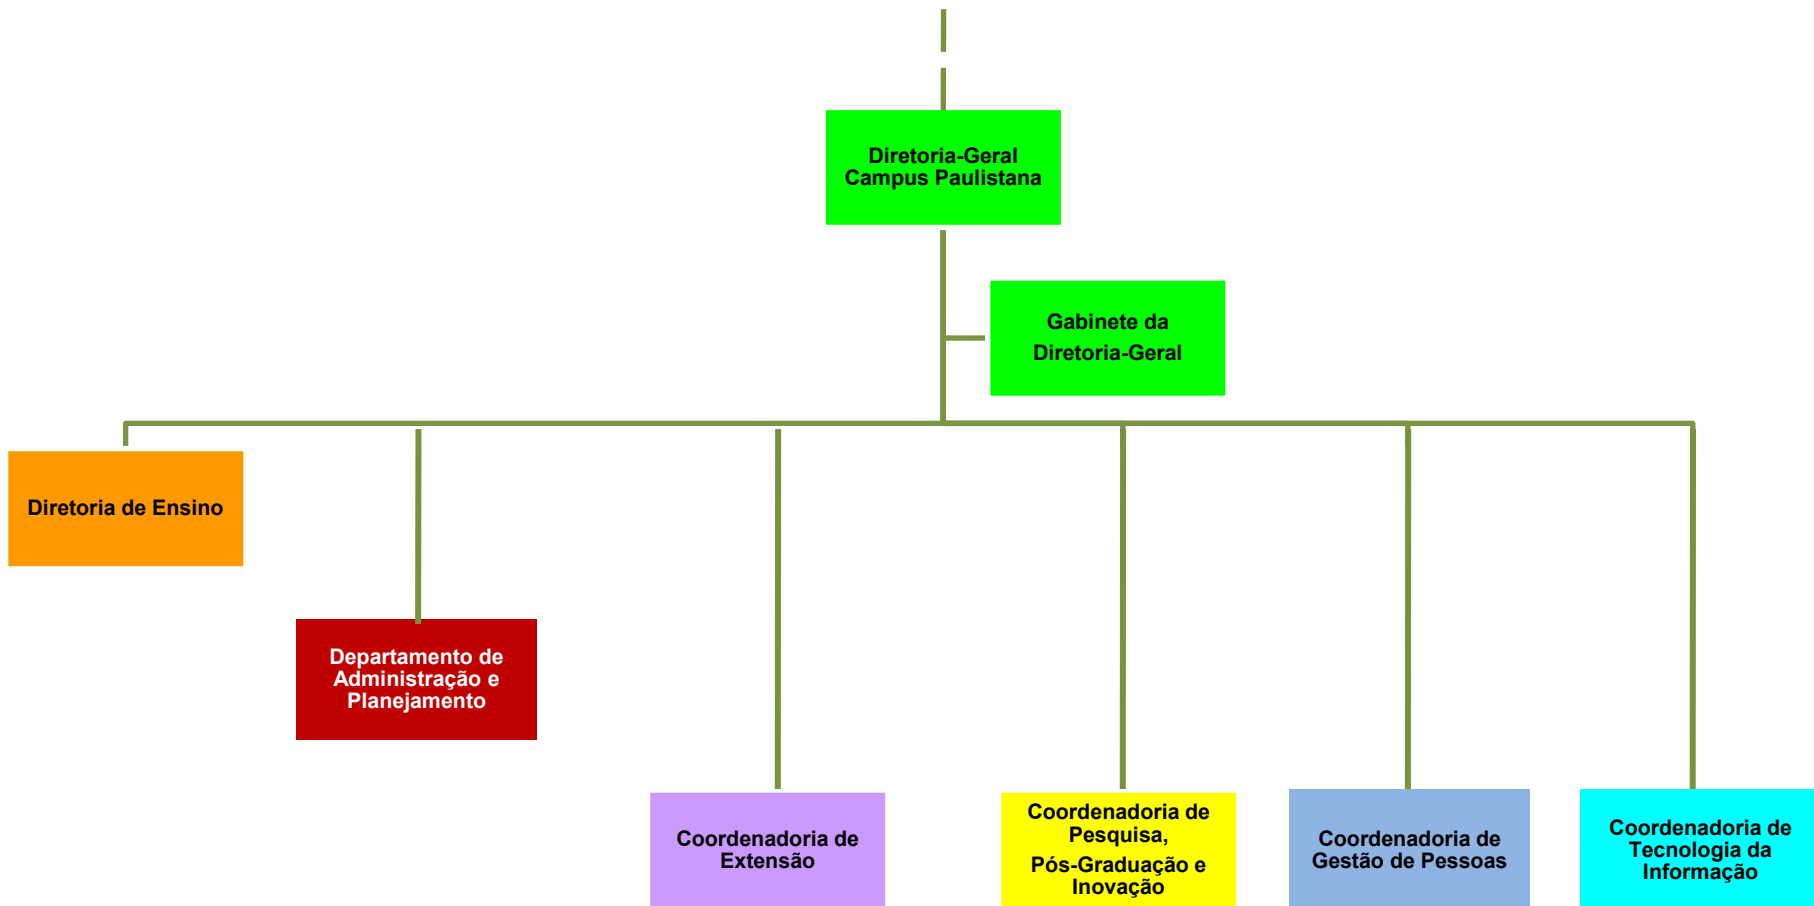 Diretoria-Geral
Campus Paulistana
Gabinete da
Diretoria-Geral
Diretoria de Ensino
Departamento de
Administração e
Planejamento
Coordenadoria de
Extensão
Coordenadoria de
Pesquisa,
Pós-Graduação e
Inovação
Coordenadoria de
Gestão de Pessoas
Coordenadoria de
Tecnologia da
Informação